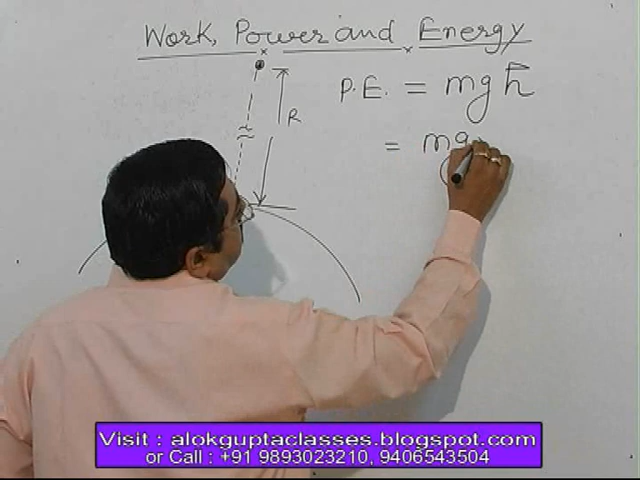 Work, Power and Energy
R
P.E. = mgh
= mg
Visit : alokguptaclasses.blogspot.com
or Call : +91 9893023210, 9406543504